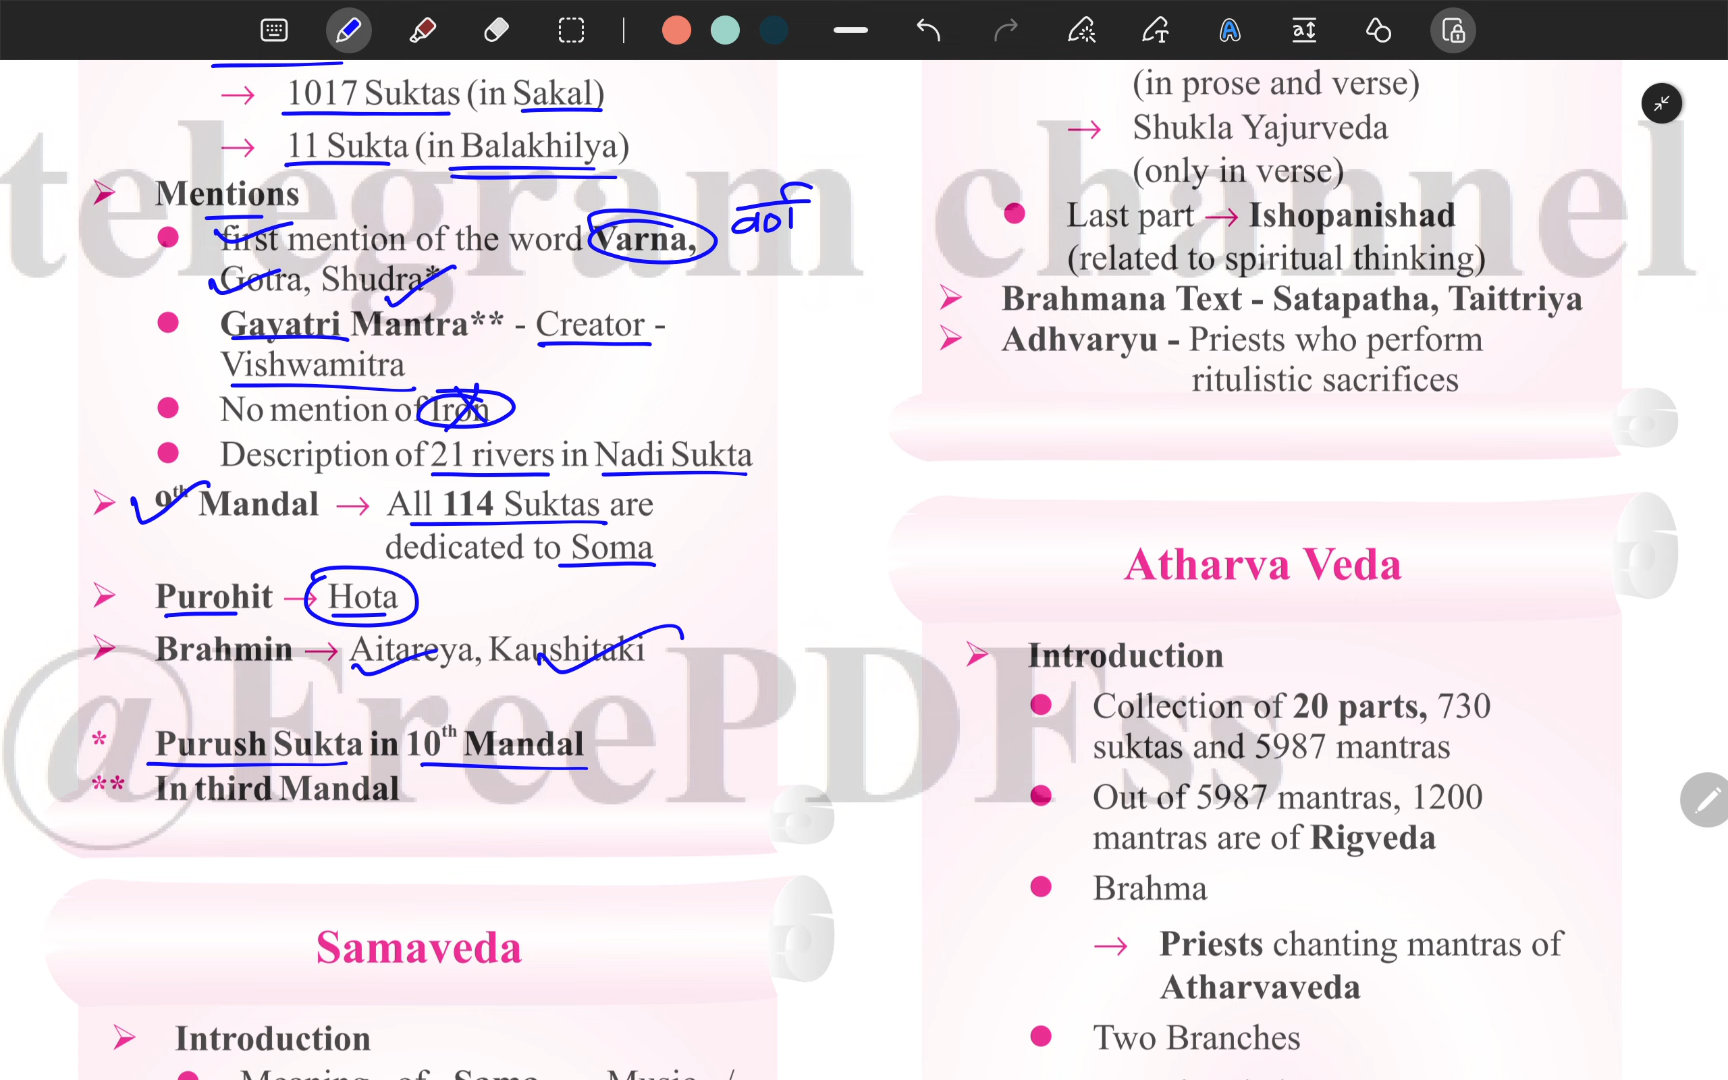 1017 Suktas (in Sakal)
11 Sukta (in Balakhilya)
Mentions
first mention of the word Varna,
Gotra, Shudra*
Gayatri Mantra** - Creator -
Vishwamitra
No mention of Iron
Description of 21 rivers in Nadi Sukta
9th Mandal → All 114 Suktas are
dedicated to Soma
Purohit → Hota
Brahmin → Aitareya, Kaushitaki
* Purush Sukta in 10th Mandal
** In third Mandal
Samaveda
Introduction
(in prose and verse)
→ Shukla Yajurveda
(only in verse)
Last part → Ishopanishad
(related to spiritual thinking)
Brahmana Text - Satapatha, Taittriya
Adhvaryu - Priests who perform
ritulistic sacrifices
Atharva Veda
Introduction
Collection of 20 parts, 730
suktas and 5987 mantras
Out of 5987 mantras, 1200
mantras are of Rigveda
Brahma
→ Priests chanting mantras of
Atharvaveda
Two Branches
telegram channel
@FreePDFss